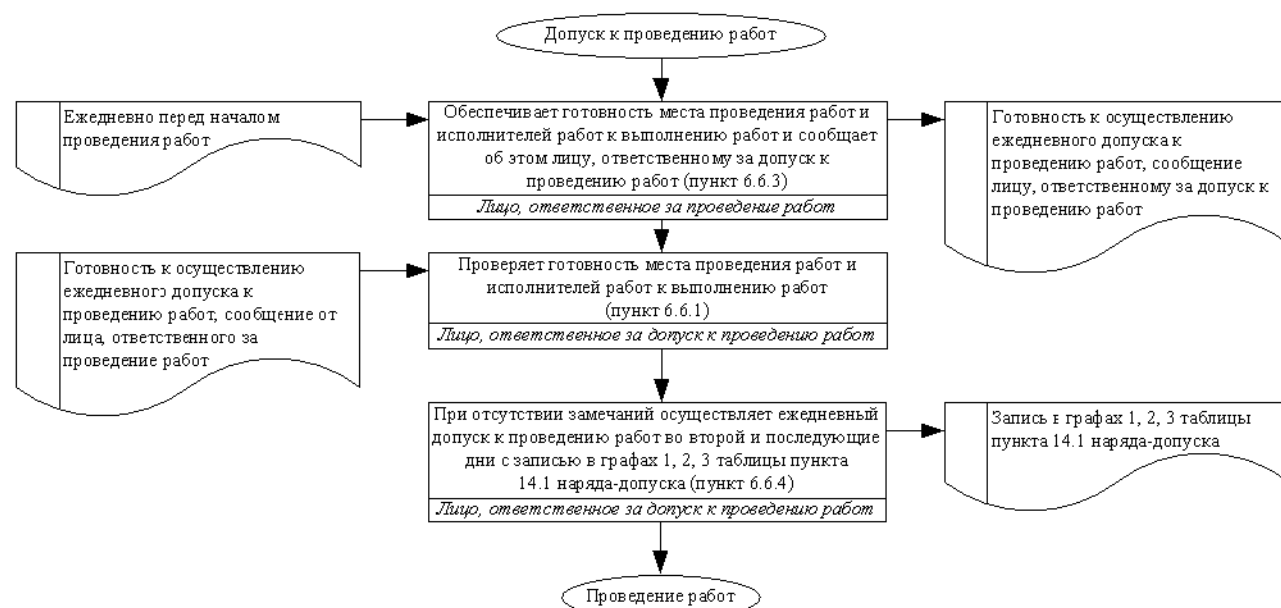 Допуск к проведению работ
Ежедневно перед началом
проведения работ
Обеспечивает готовность места проведения работ и
исполнителей работ к выполнению работ и сообщает
об этом лицу, ответственному за допуск к
проведению работ (пункт 6.6.3)
Лицо, ответственное за проведение работ
Готовность к осуществлению
ежедневного допуска к
проведению работ, сообщение
лицу, ответственному за допуск к
проведению работ
Готовность к осуществлению
ежедневного допуска к
проведению работ, сообщение от
лица, ответственного за
проведение работ
Проверяет готовность места проведения работ и
исполнителей работ к выполнению работ
(пункт 6.6.1)
Лицо, ответственное за допуск к проведению работ
При отсутствии замечаний осуществляет ежедневный
допуск к проведению работ во второй и последующие
дни с записью в графах 1, 2, 3 таблицы пункта
14.1 наряда-допуска (пункт 6.6.4)
Лицо, ответственное за допуск к проведению работ
Запись в графах 1, 2, 3 таблицы
пункта 14.1 наряда-допуска
Проведение работ